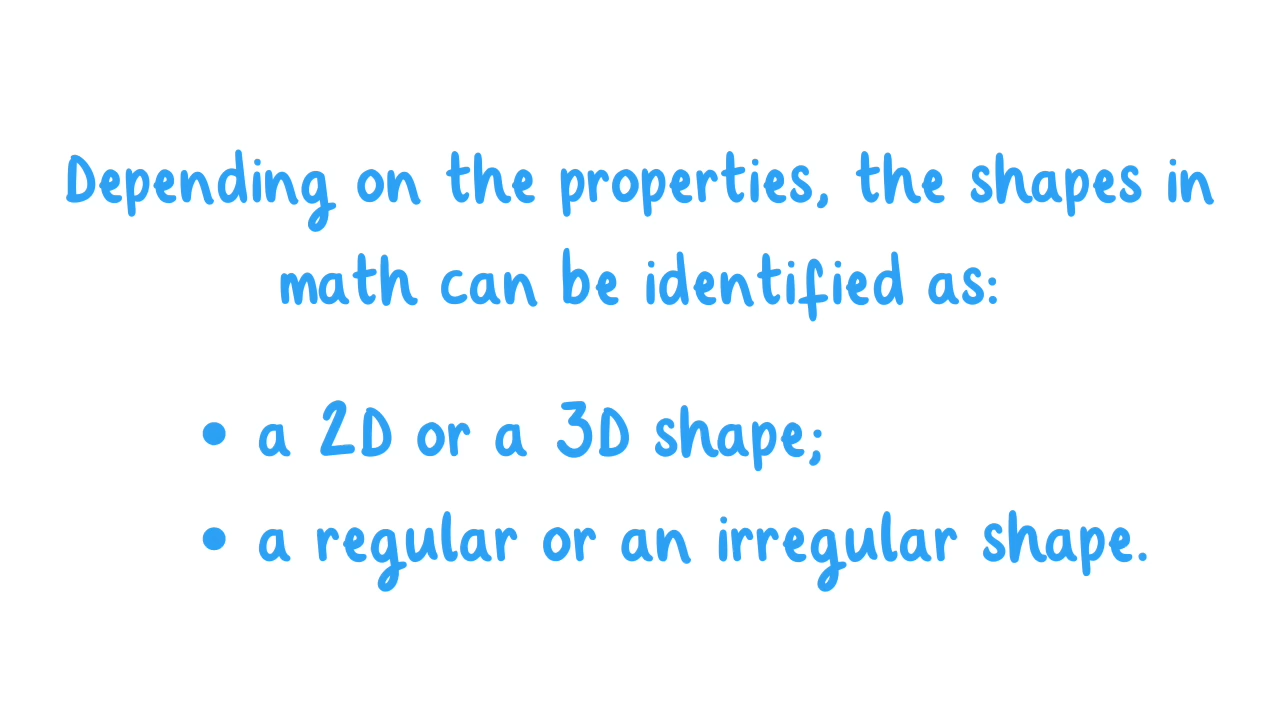 Depending on the properties, the shapes in
math can be identified as:
• a 2D or a 3D shape;
• a regular or an irregular shape.